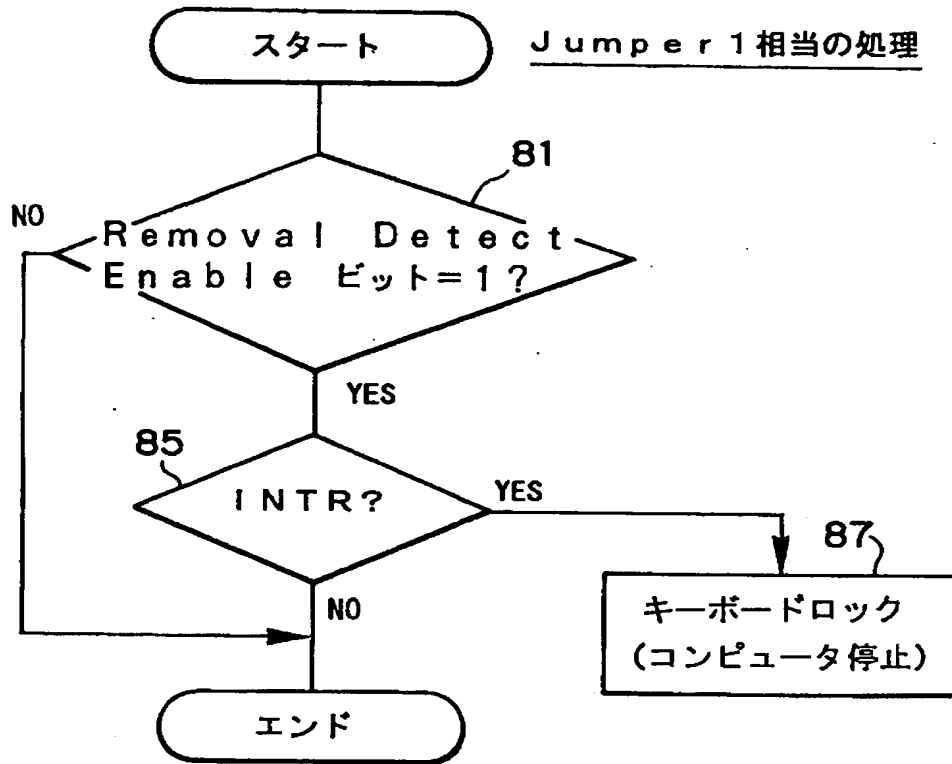 スタート
Jumper1相当の処理
81
NO
Removal Detect
Enable ビット=1?
YES
85
INTR?
YES
87
キーボードロック
(コンピュータ停止)
NO
エンド